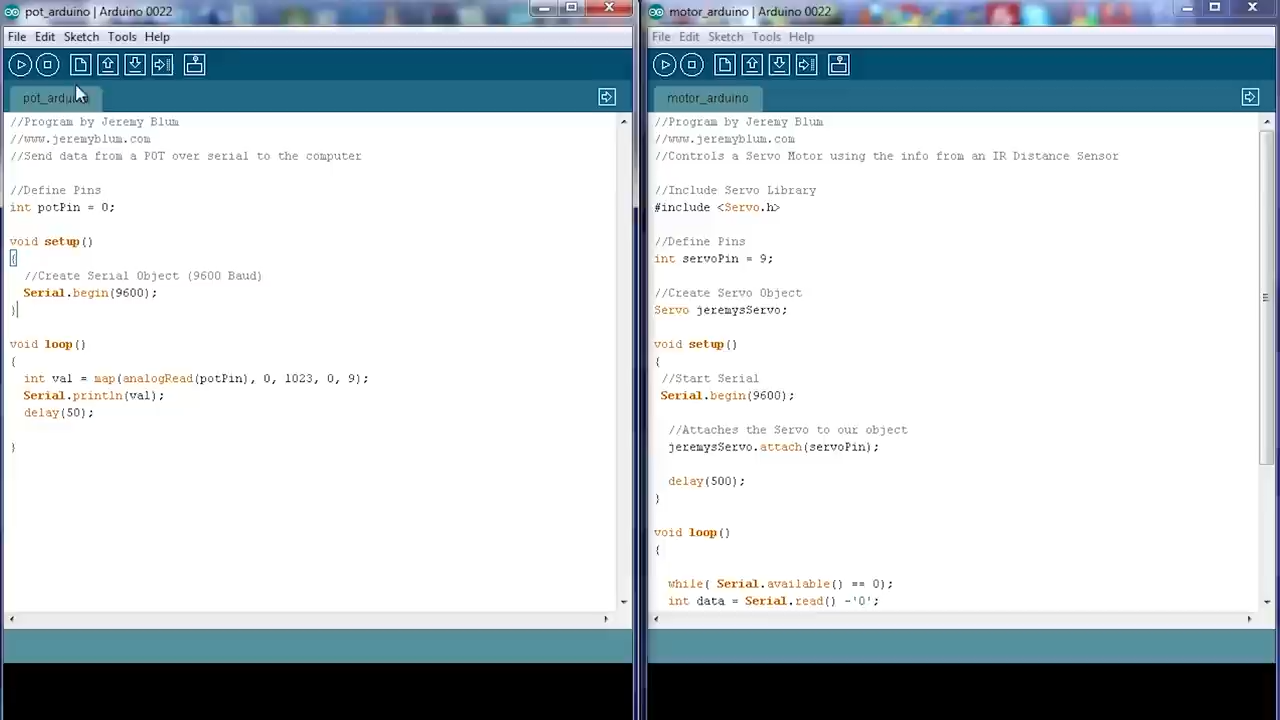 pot_arduino | Arduino 0022
File Edit Sketch Tools Help
pot_arduino
//Program by Jeremy Blum
//www.jeremyblum.com
//Send data from a POT over serial to the computer
//Define Pins
int potPin = 0;
void setup()
{
//Create Serial Object (9600 Baud)
Serial.begin(9600);
}
void loop()
{
int val = map(analogRead(potPin), 0, 1023, 0, 9);
Serial.println(val);
delay(50);
}
motor_arduino | Arduino 0022
File Edit Sketch Tools Help
motor_arduino
//Program by Jeremy Blum
//www.jeremyblum.com
//Controls a Servo Motor using the info from an IR Distance Sensor
//Include Servo Library
#include <Servo.h>
//Define Pins
int servoPin = 9;
//Create Servo Object
Servo jeremysServo;
void setup()
{
//Start Serial
Serial.begin(9600);
//Attaches the Servo to our object
jeremysServo.attach(servoPin);
delay(500);
}
void loop()
{
while( Serial.available() == 0);
int data = Serial.read() -'0';